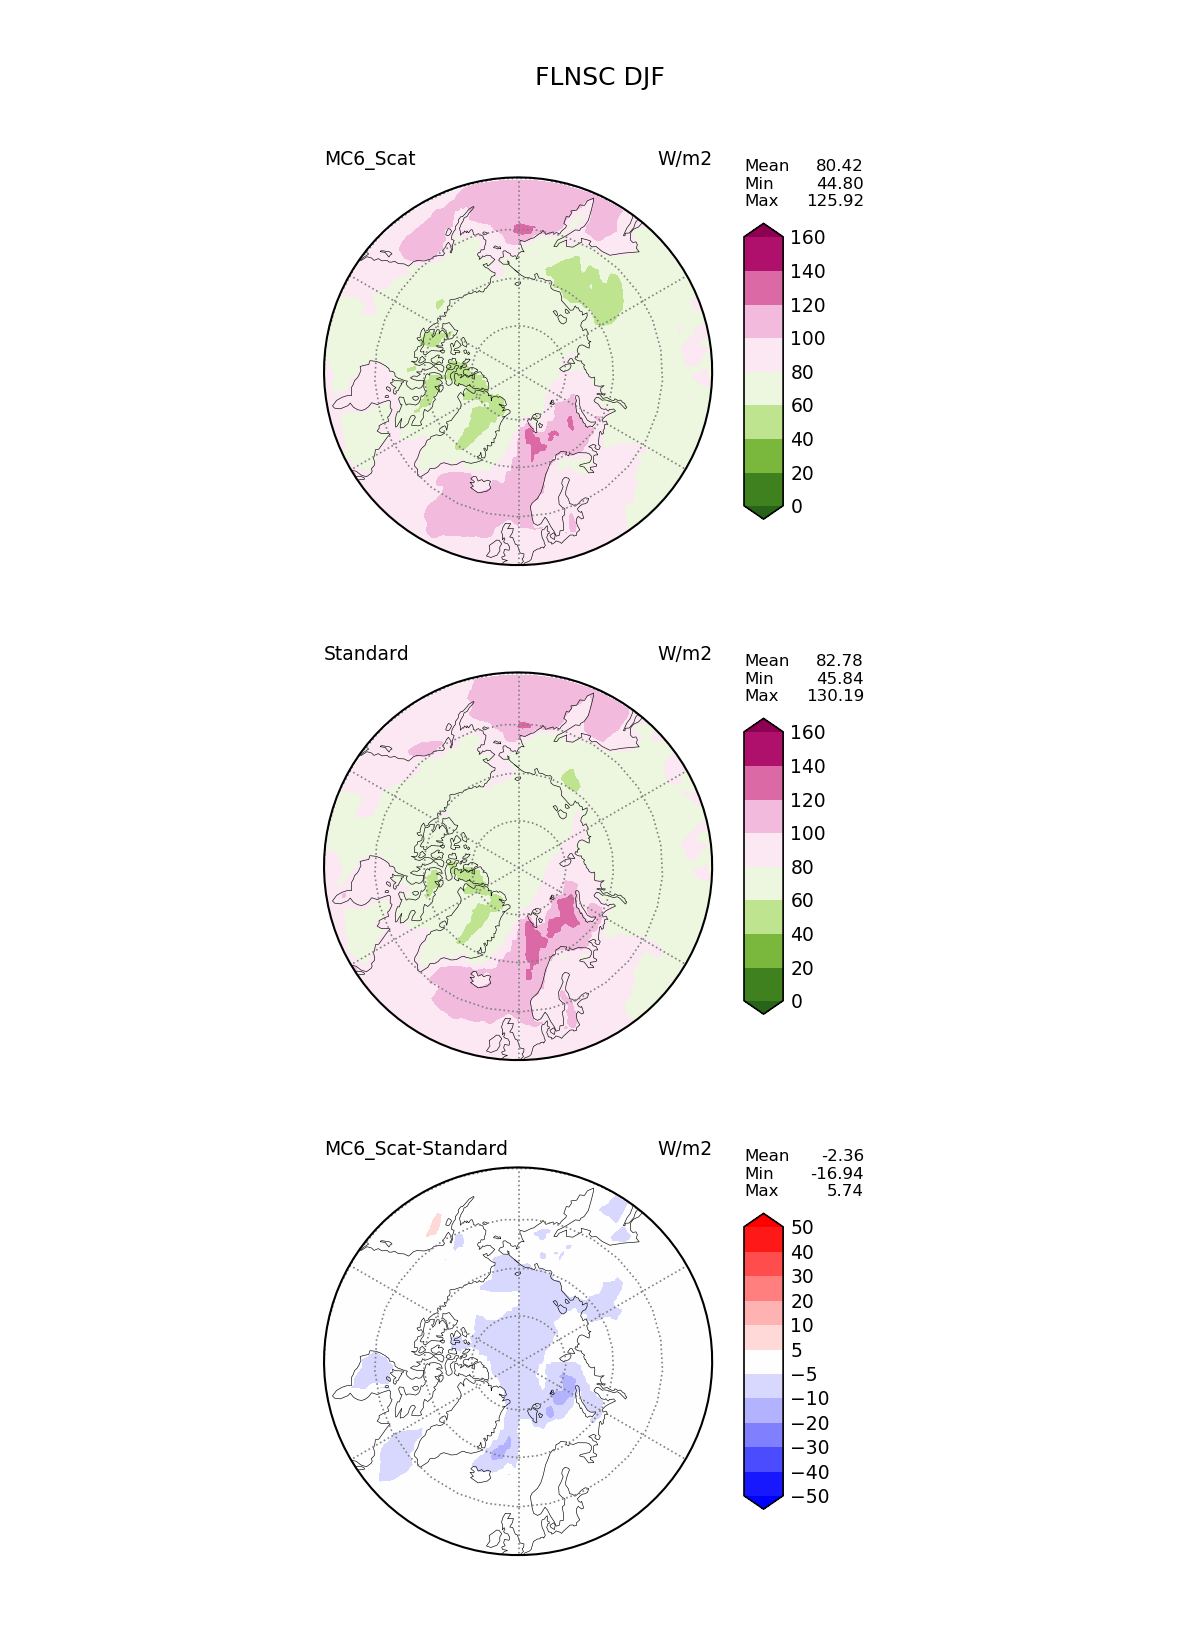 FLNSC DJF
MC6_Scat W/m2
Mean 80.42
Min 44.80
Max 125.92
160
140
120
100
80
60
40
20
0
Standard W/m2
Mean 82.78
Min 45.84
Max 130.19
160
140
120
100
80
60
40
20
0
MC6_Scat-Standard W/m2
Mean -2.36
Min -16.94
Max 5.74
50
40
30
20
10
5
−5
−10
−20
−30
−40
−50